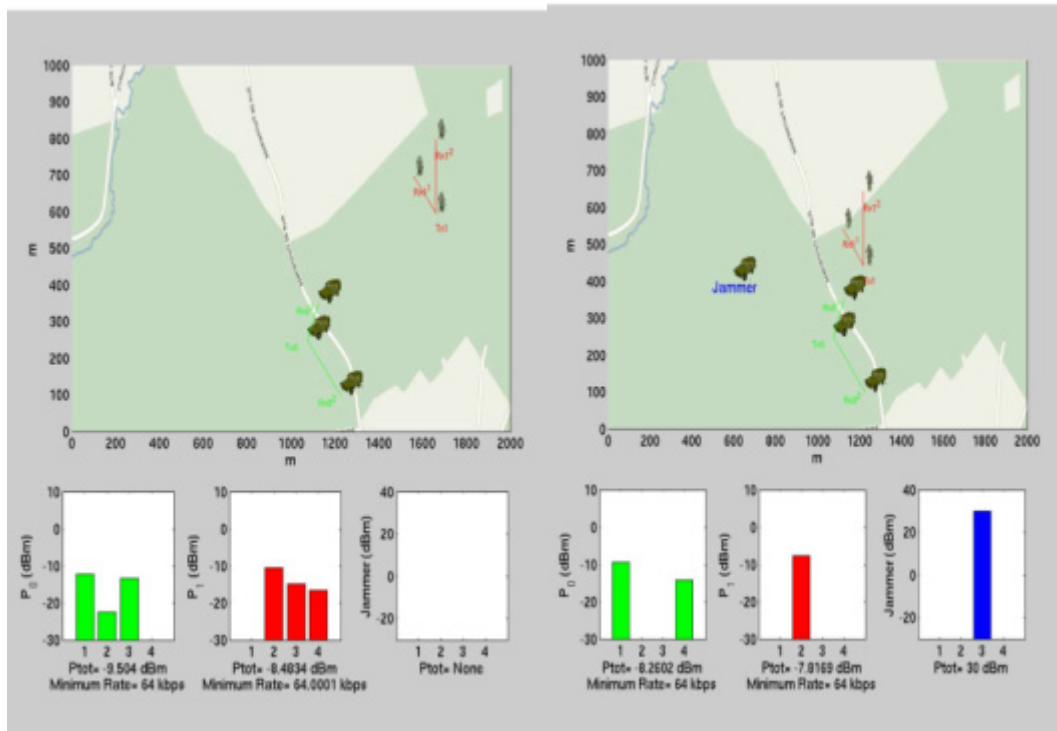 1000
900
800
700
600
500
400
300
200
100
0
m
0 200 400 600 800 1000 1200 1400 1600 1800 2000
m
1000
900
800
700
600
500
400
300
200
100
0
m
Jammer
0 200 400 600 800 1000 1200 1400 1600 1800 2000
m
10
0
-10
-20
-30
P0 (dBm)
1 2 3 4
Ptot= -9.504 dBm
Minimum Rate= 64 kbps
10
0
-10
-20
-30
P1 (dBm)
1 2 3 4
Ptot= -8.4834 dBm
Minimum Rate= 64.0001 kbps
40
20
0
-20
Jammer (dBm)
1 2 3 4
Ptot= None
10
0
-10
-20
-30
P0 (dBm)
1 2 3 4
Ptot= -8.2602 dBm
Minimum Rate= 64 kbps
10
0
-10
-20
-30
P1 (dBm)
1 2 3 4
Ptot= -7.8169 dBm
Minimum Rate= 64 kbps
40
20
0
-20
Jammer (dBm)
1 2 3 4
Ptot= 30 dBm